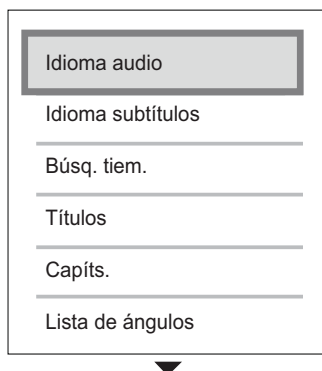 Idioma audio
Idioma subtítulos
Búsq. tiem.
Títulos
Capíts.
Lista de ángulos